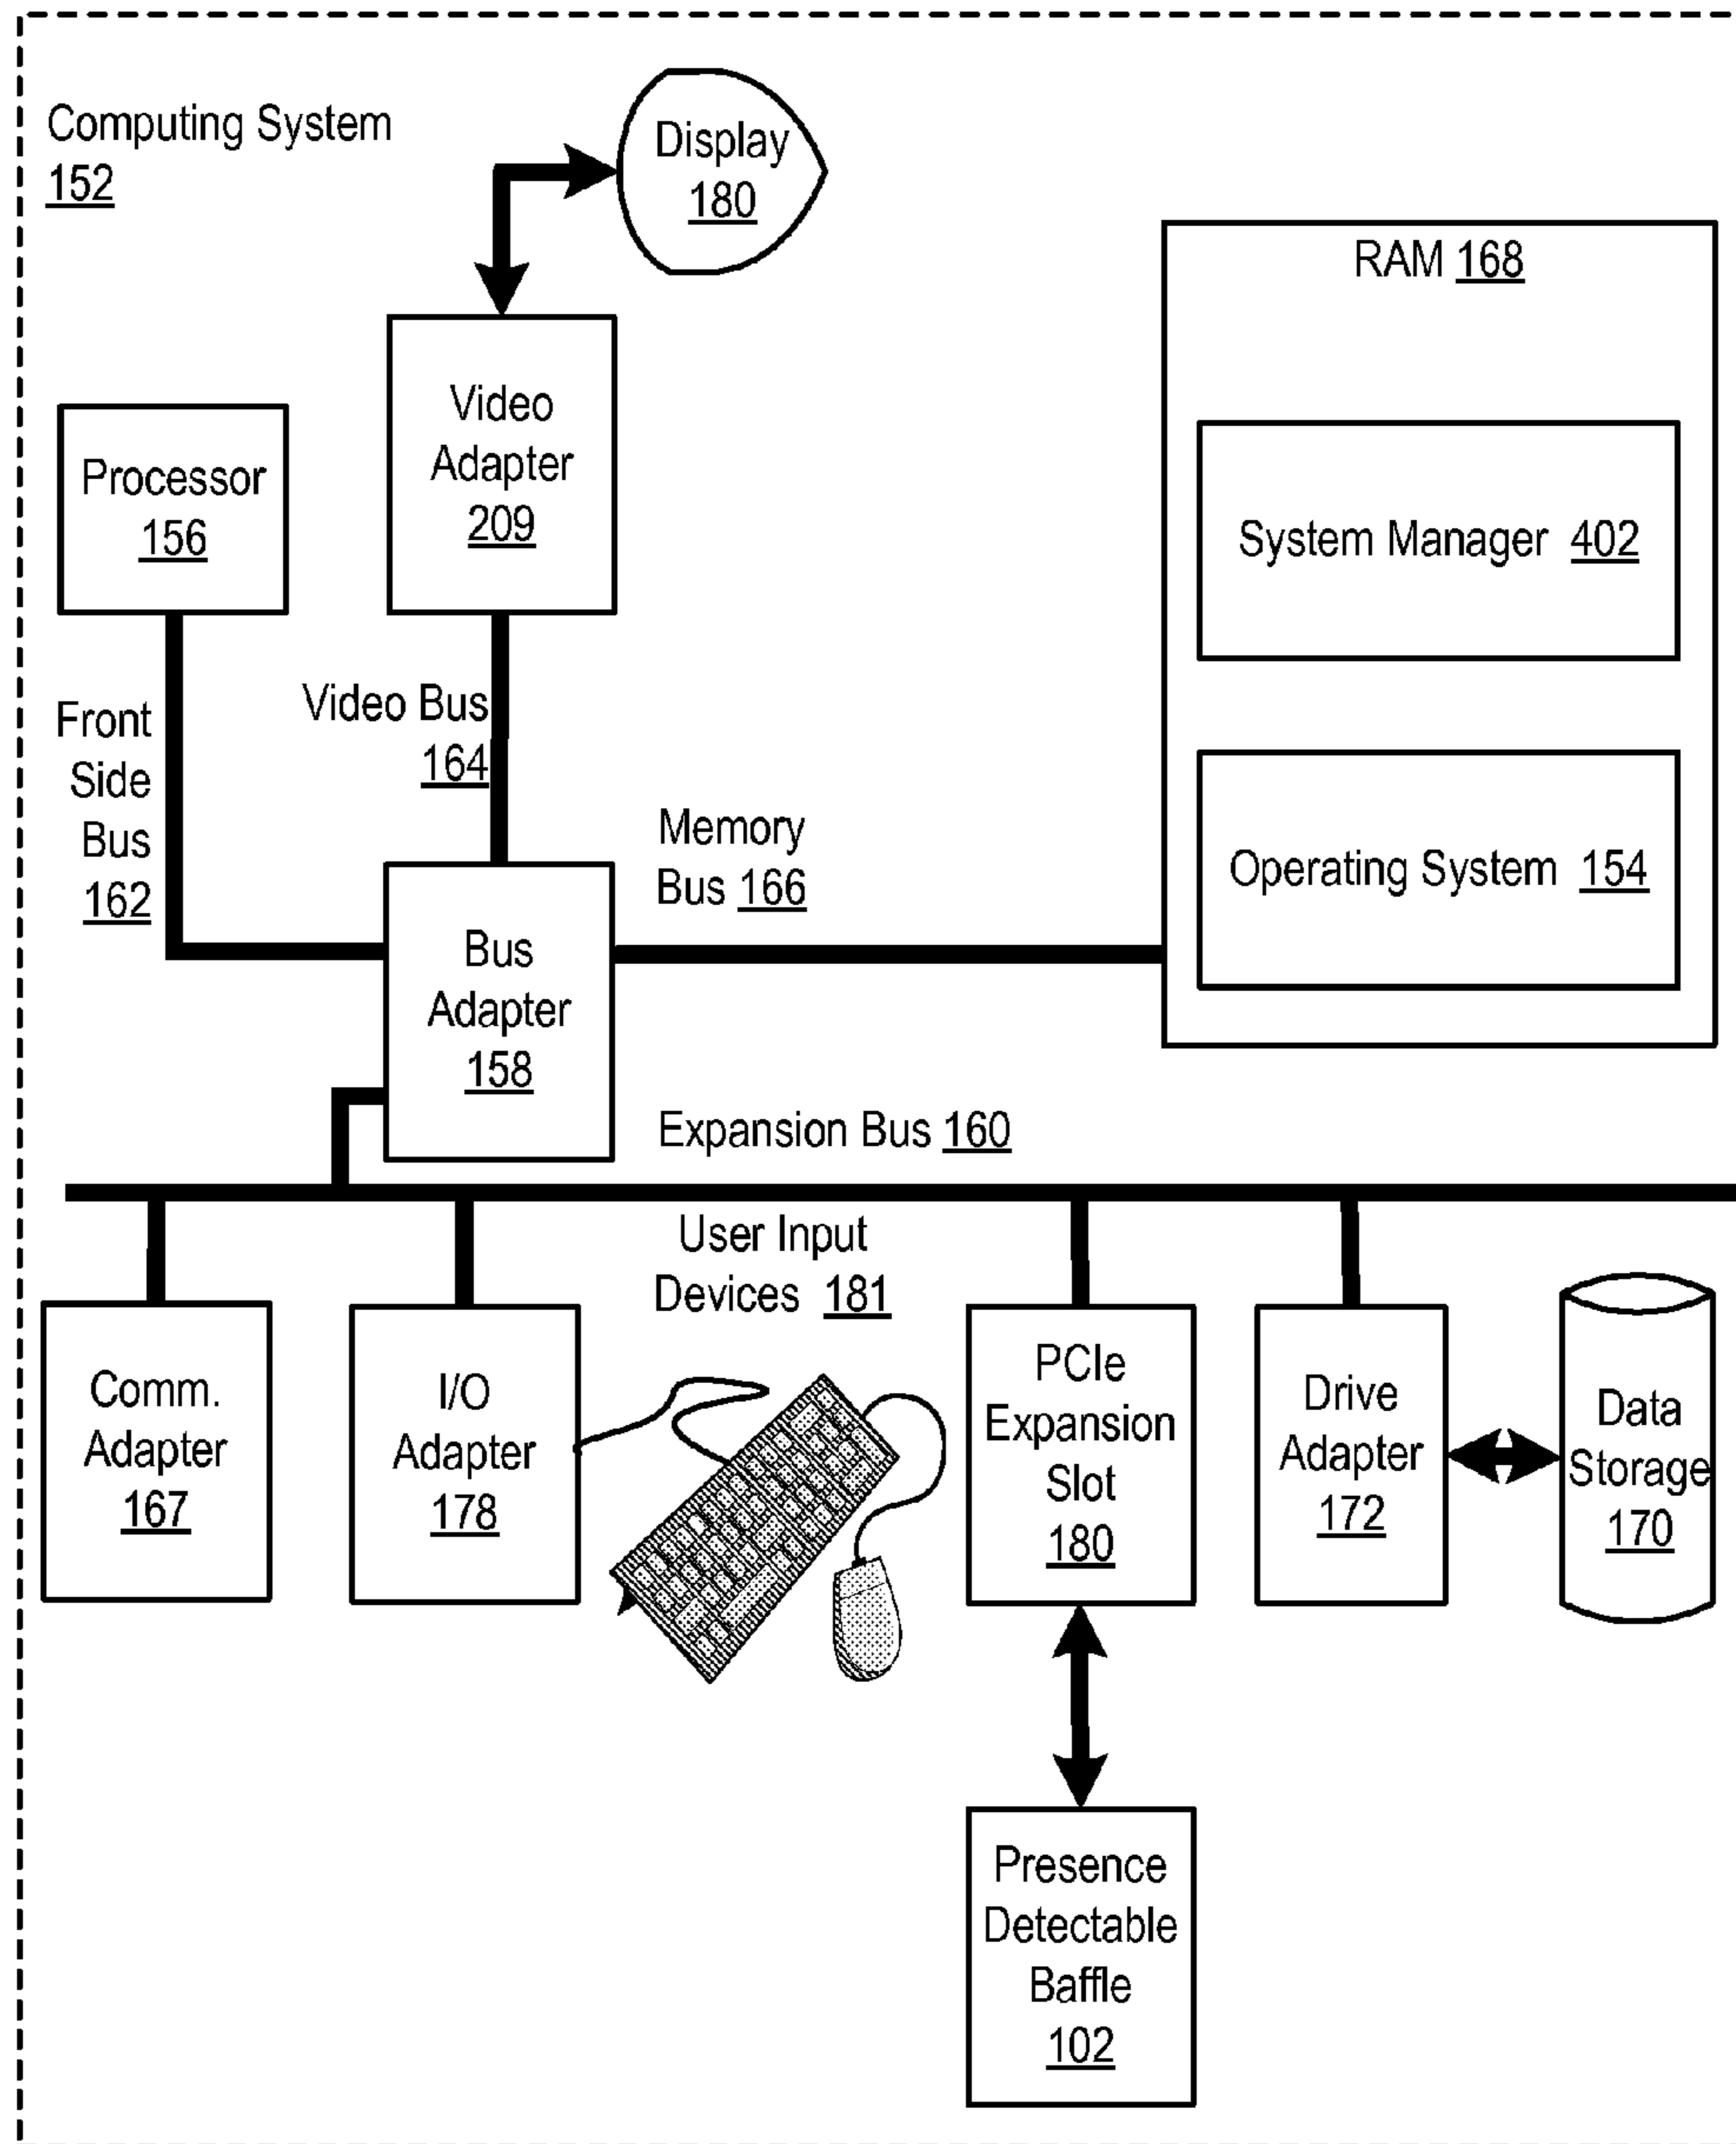 Computing System
152
Display
180
RAM 168
Video
Adapter
209
Processor
156
System Manager 402
Front
Side
Bus
162
Video Bus
164
Memory
Bus 166
Operating System 154
Bus
Adapter
158
Expansion Bus 160
User Input
Devices 181
Comm.
Adapter
167
I/O
Adapter
178
PCIe
Expansion
Slot
180
Drive
Adapter
172
Data
Storage
170
Presence
Detectable
Baffle
102